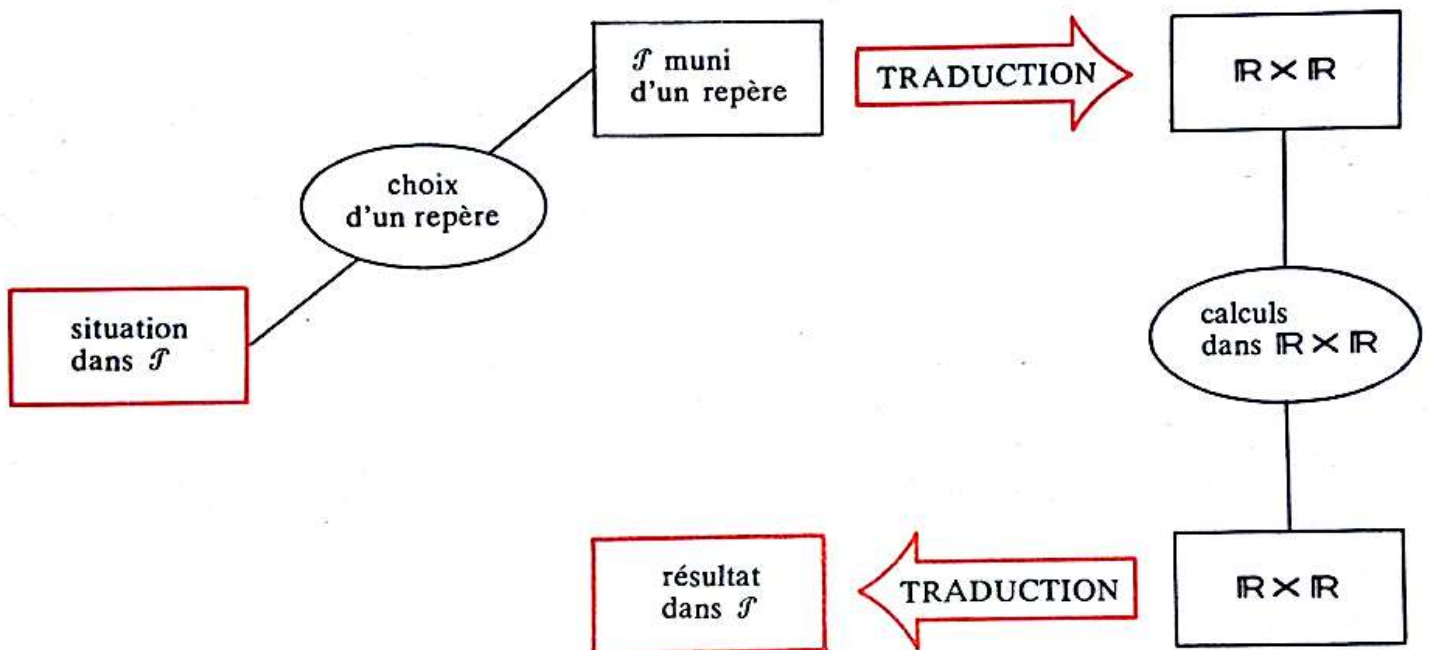 𝒫 muni
d'un repère
TRADUCTION
ℝ × ℝ
choix
d'un repère
situation
dans 𝒫
calculs
dans ℝ × ℝ
résultat
dans 𝒫
TRADUCTION
ℝ × ℝ